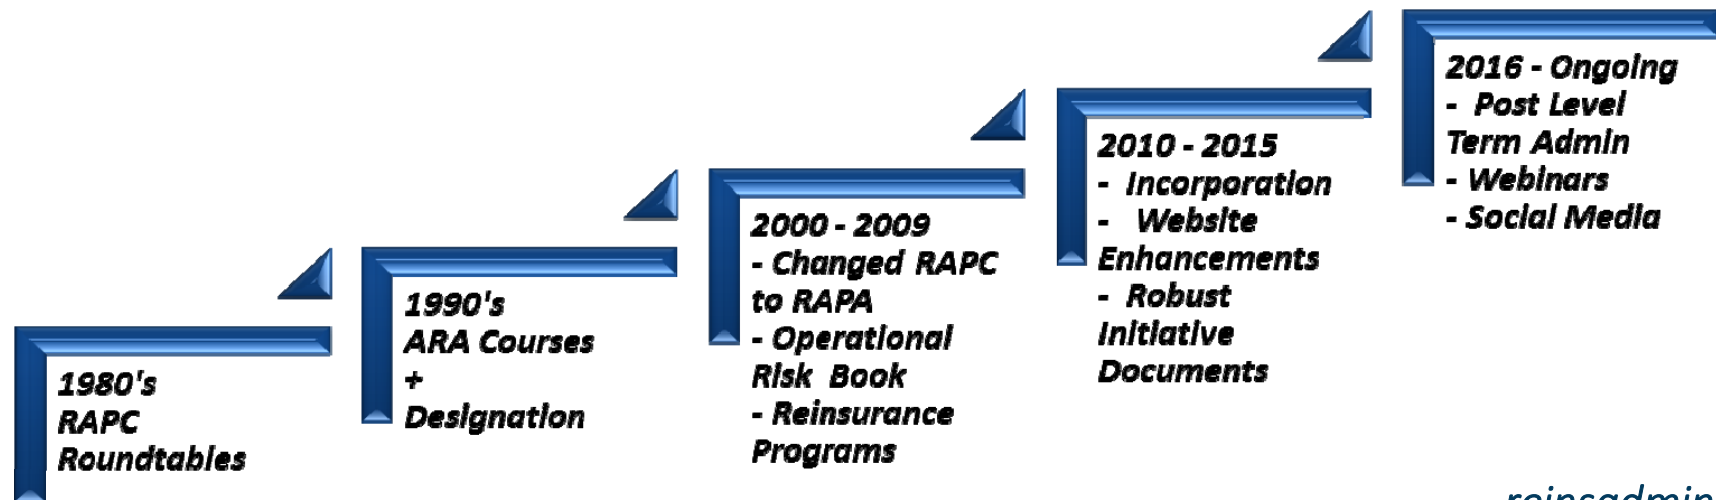 1980's
RAPC
Roundtables
1990's
ARA Courses
+
Designation
2000 - 2009
- Changed RAPC
to RAPA
- Operational
Risk Book
- Reinsurance
Programs
2010 - 2015
- Incorporation
- Website
Enhancements
- Robust
Initiative
Documents
2016 - Ongoing
- Post Level
Term Admin
- Webinars
- Social Media